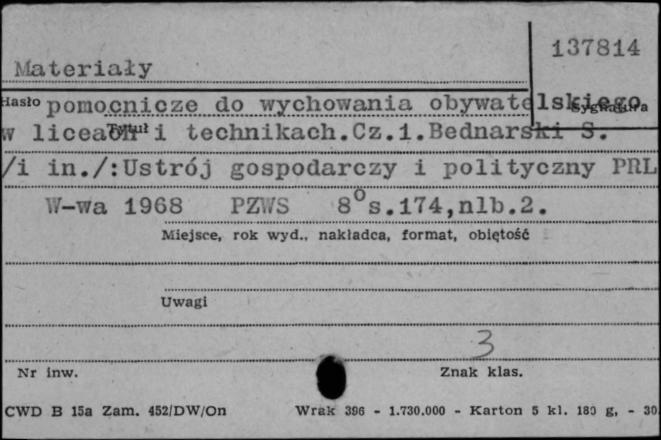 137814
Materiały
Hasło pomocnicze do wychowania obywatelskiego
Sygnatura
w liceach i technikach.Cz.1.Bednarski S.
Tytuł
/i in./:Ustrój gospodarczy i polityczny PRL
W-wa 1968 PZWS 8° s.174,nlb.2.
Miejsce, rok wyd., nakładca, format, objętość
Uwagi
3
Nr inw. Znak klas.
CWD B 15a Zam. 452/DW/On Wrak 396 - 1.730.000 - Karton 5 kl. 180 g, - 30.